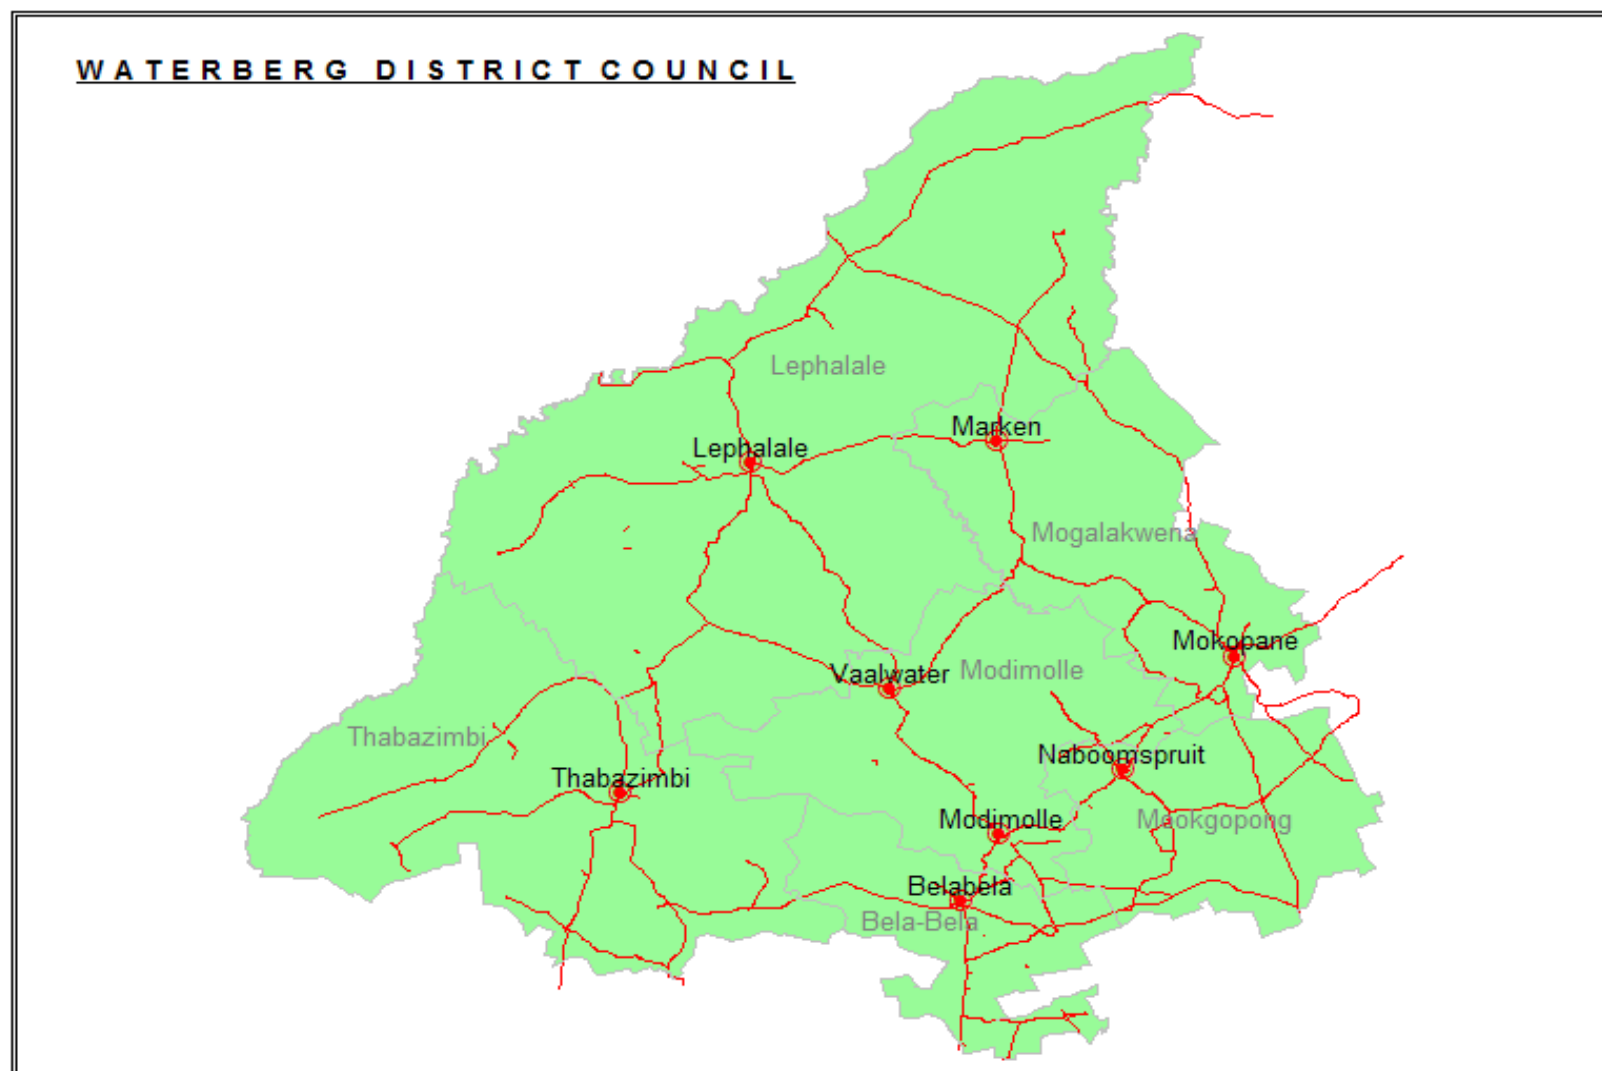 WATERBERG DISTRICT COUNCIL
Lephalale
Marken
Lephalale
Mogalakwena
Mokopane
Vaalwater
Modimolle
Thabazimbi
Naboomspruit
Thabazimbi
Modimolle
Mookgopong
Belabela
Bela-Bela